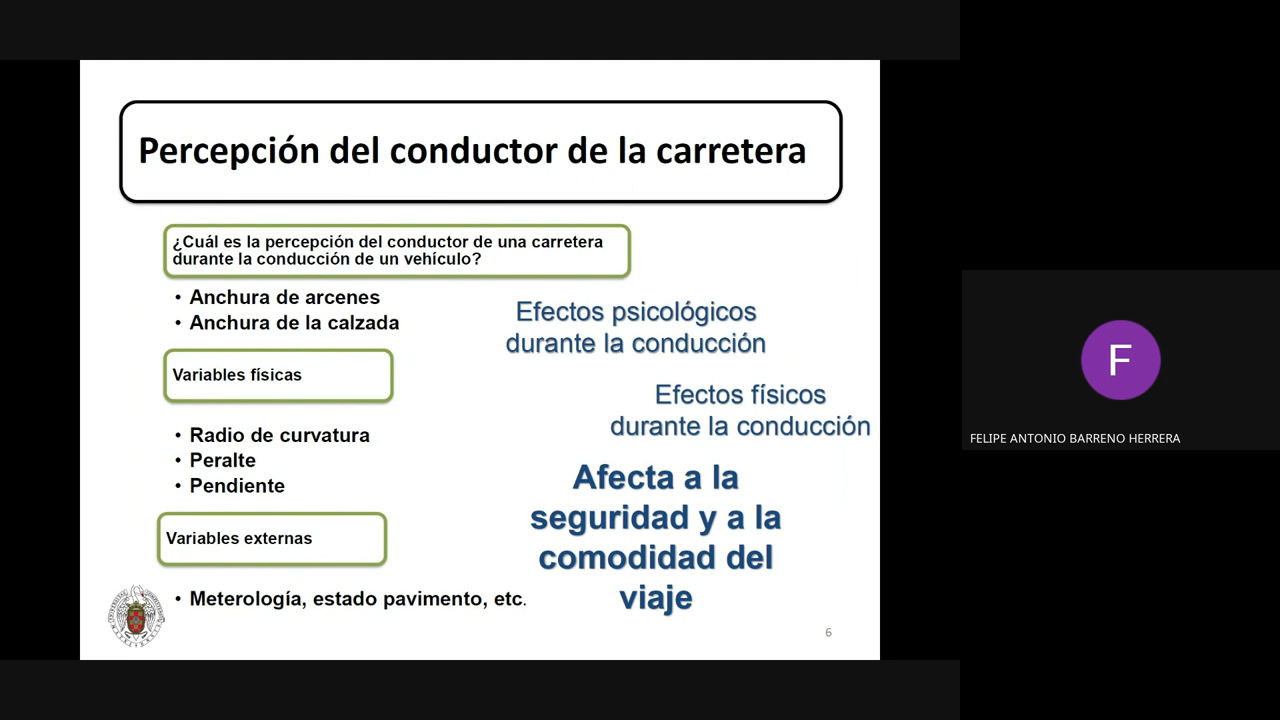 Percepción del conductor de la carretera
¿Cuál es la percepción del conductor de una carretera
durante la conducción de un vehículo?
• Anchura de arcenes
• Anchura de la calzada
Variables físicas
• Radio de curvatura
• Peralte
• Pendiente
Variables externas
• Meterología, estado pavimento, etc.
Efectos psicológicos
durante la conducción
Efectos físicos
durante la conducción
Afecta a la
seguridad y a la
comodidad del
viaje
6
F
FELIPE ANTONIO BARRENO HERRERA